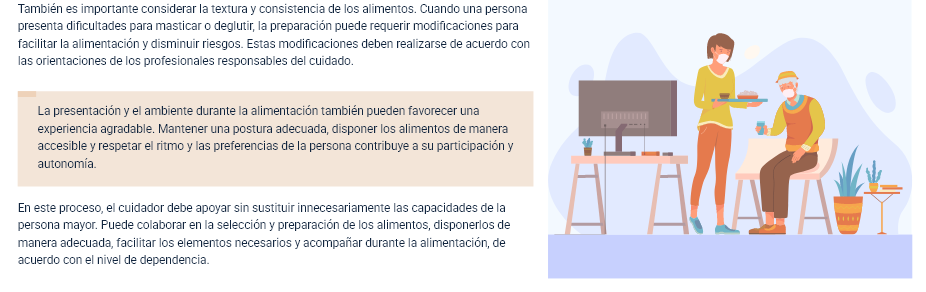 También es importante considerar la textura y consistencia de los alimentos. Cuando una persona
presenta dificultades para masticar o deglutir, la preparación puede requerir modificaciones para
facilitar la alimentación y disminuir riesgos. Estas modificaciones deben realizarse de acuerdo con
las orientaciones de los profesionales responsables del cuidado.
La presentación y el ambiente durante la alimentación también pueden favorecer una
experiencia agradable. Mantener una postura adecuada, disponer los alimentos de manera
accesible y respetar el ritmo y las preferencias de la persona contribuye a su participación y
autonomía.
En este proceso, el cuidador debe apoyar sin sustituir innecesariamente las capacidades de la
persona mayor. Puede colaborar en la selección y preparación de los alimentos, disponerlos de
manera adecuada, facilitar los elementos necesarios y acompañar durante la alimentación, de
acuerdo con el nivel de dependencia.